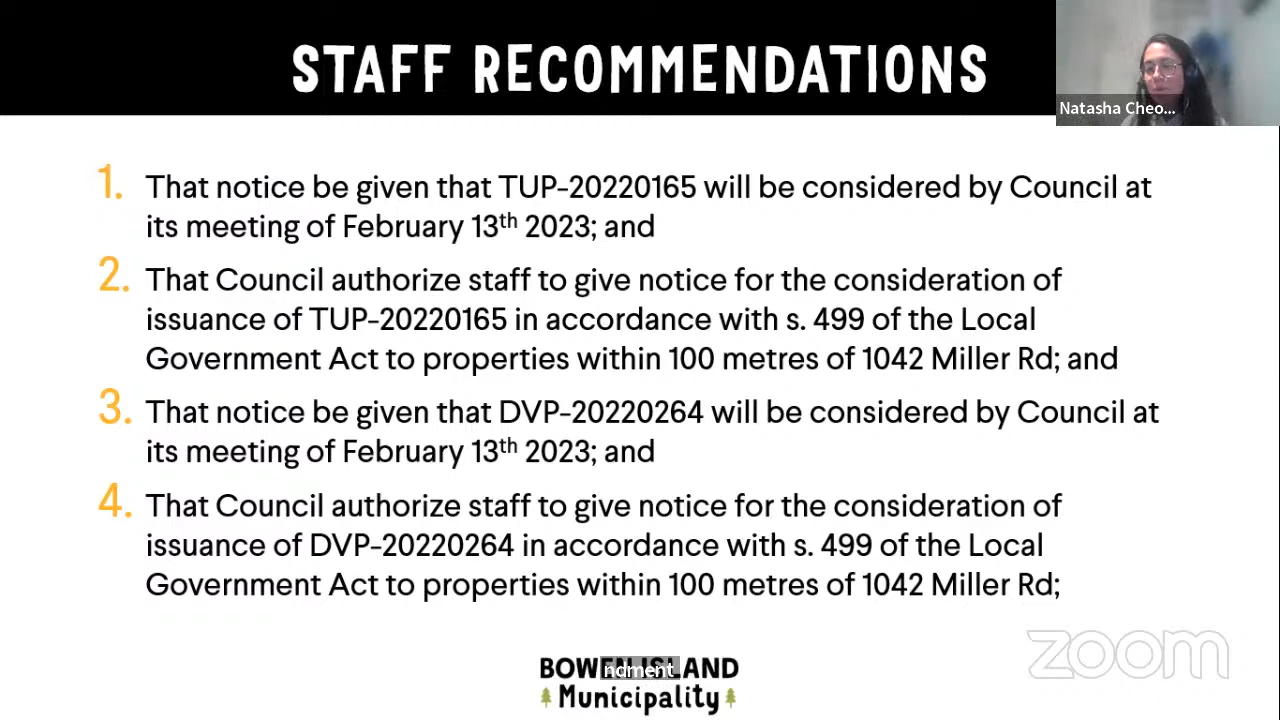 STAFF RECOMMENDATIONS
Natasha Cheo...
1. That notice be given that TUP-20220165 will be considered by Council at
its meeting of February 13th 2023; and
2. That Council authorize staff to give notice for the consideration of
issuance of TUP-20220165 in accordance with s. 499 of the Local
Government Act to properties within 100 metres of 1042 Miller Rd; and
3. That notice be given that DVP-20220264 will be considered by Council at
its meeting of February 13th 2023; and
4. That Council authorize staff to give notice for the consideration of
issuance of DVP-20220264 in accordance with s. 499 of the Local
Government Act to properties within 100 metres of 1042 Miller Rd;
zoom
BOWEN ISLAND
ndment
Municipality